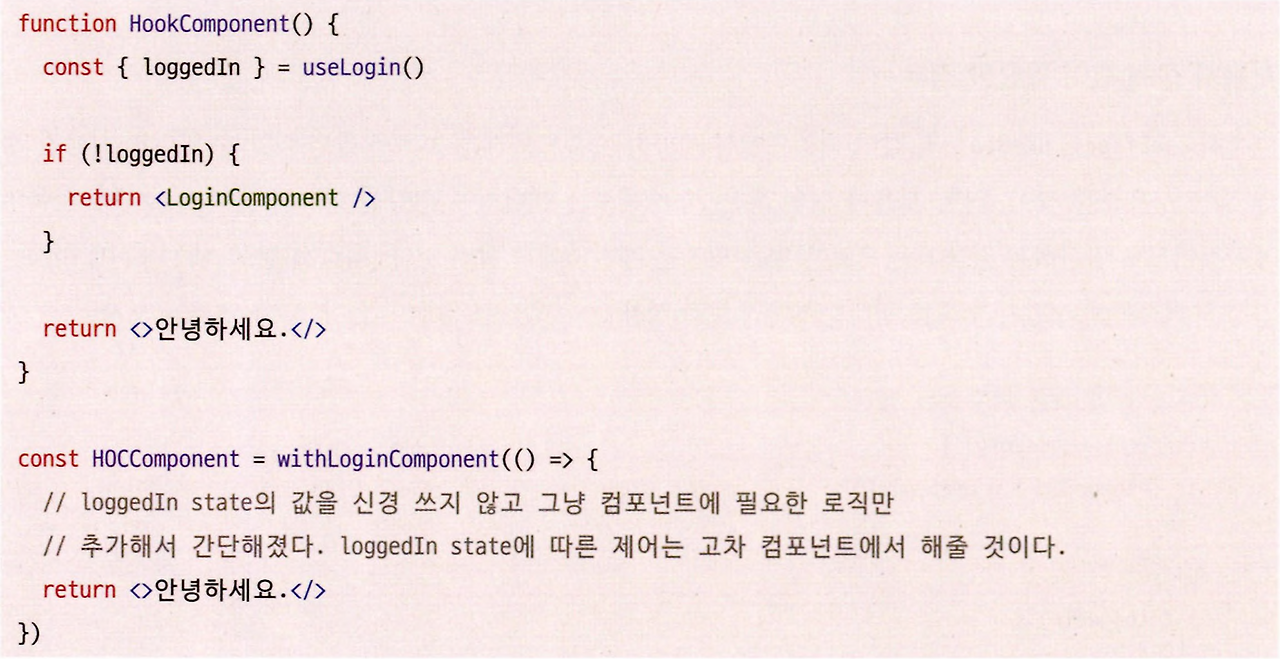 function HookComponent() {
  const { loggedIn } = useLogin()

  if (!loggedIn) {
    return <LoginComponent />
  }

  return <>안녕하세요.</>
}

const HOCComponent = withLoginComponent(() => {
  // loggedIn state의 값을 신경 쓰지 않고 그냥 컴포넌트에 필요한 로직만
  // 추가해서 간단해졌다. loggedIn state에 따른 제어는 고차 컴포넌트에서 해줄 것이다.
  return <>안녕하세요.</>
})